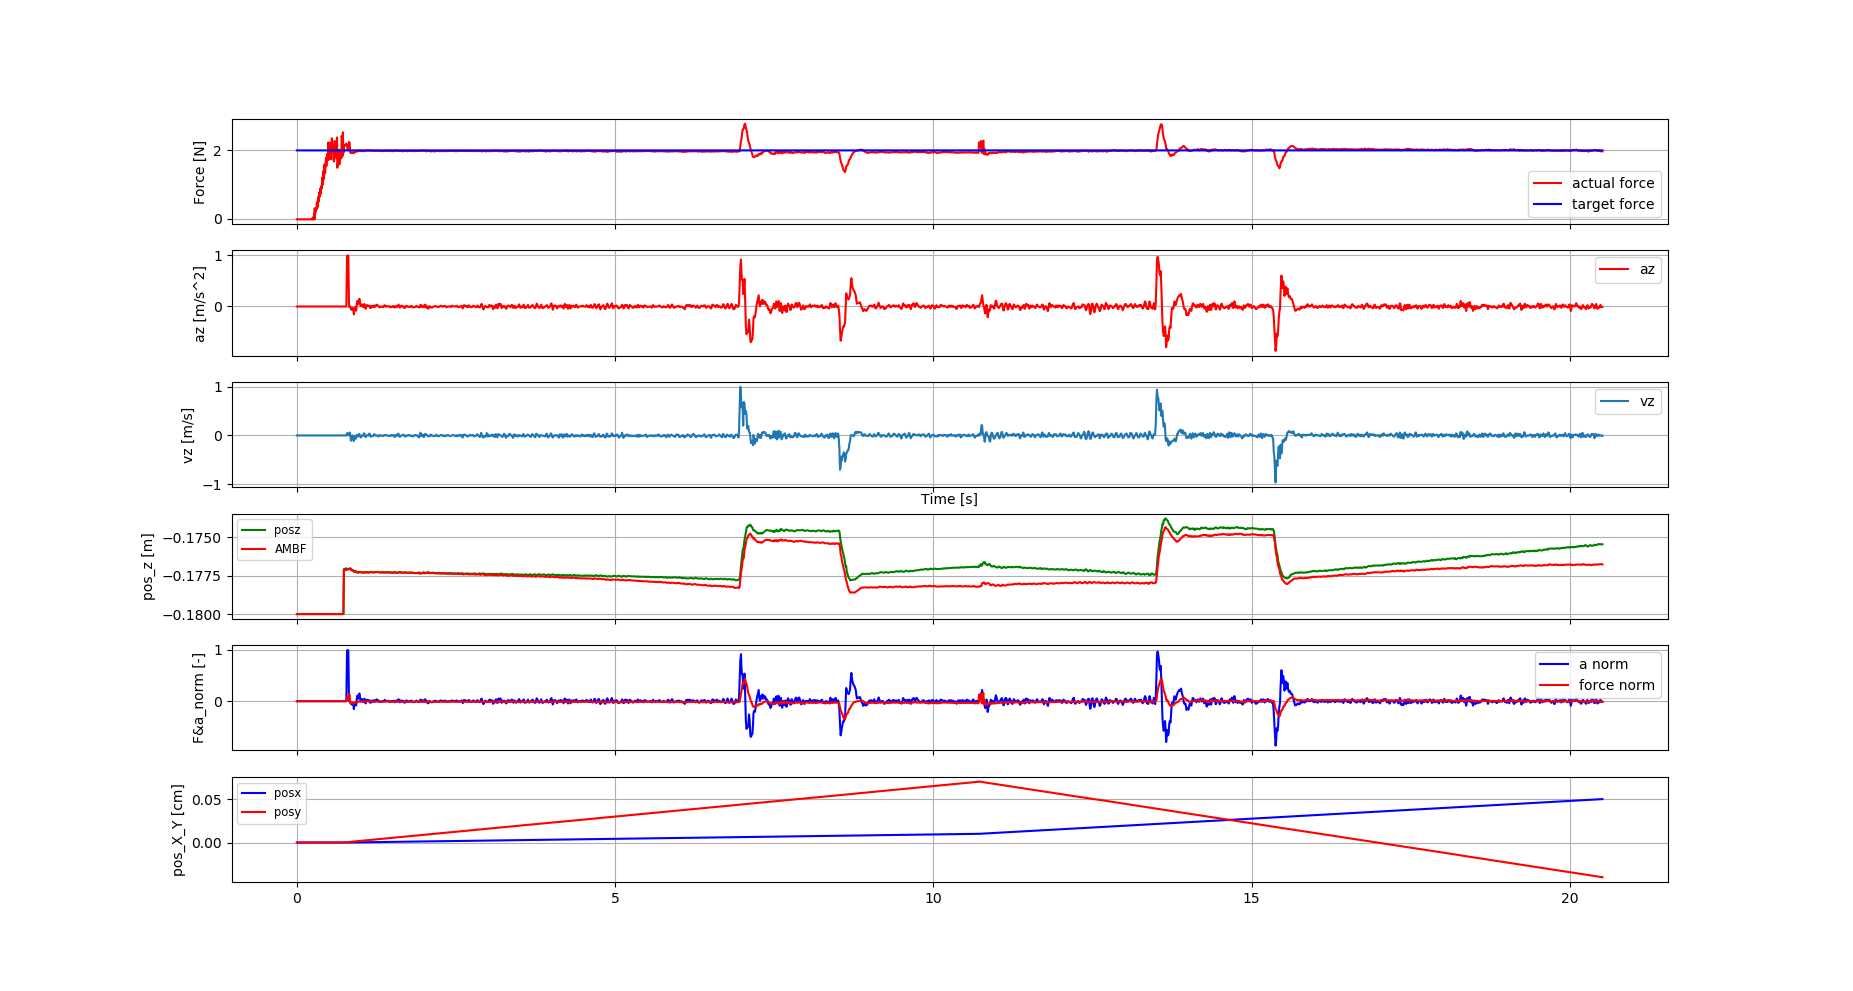 Force [N]
2
0
actual force
target force
az [m/s^2]
1
0
az
vz [m/s]
1
0
−1
vz
Time [s]
pos_z [m]
−0.1750
−0.1775
−0.1800
posz
AMBF
F&a_norm [-]
1
0
a norm
force norm
pos_X_Y [cm]
0.05
0.00
posx
posy
0 5 10 15 20